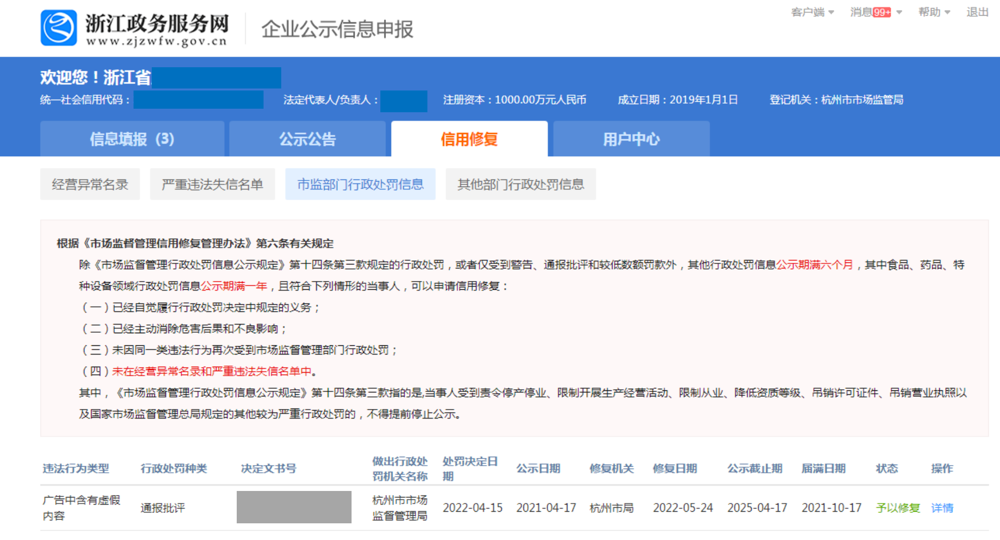 客户端 消息99+ 帮助 退出
浙江政务服务网 企业公示信息申报
www.zjzwfw.gov.cn
欢迎您！浙江省
统一社会信用代码： 法定代表人/负责人： 注册资本：1000.00万元人民币 成立日期：2019年1月1日 登记机关：杭州市市场监管局
信息填报（3） 公示公告 信用修复 用户中心
经营异常名录 严重违法失信名单 市监部门行政处罚信息 其他部门行政处罚信息
根据《市场监督管理信用修复管理办法》第六条有关规定
除《市场监督管理行政处罚信息公示规定》第十四条第三款规定的行政处罚，或者仅受到警告、通报批评和较低数额罚款外，其他行政处罚信息公示期满六个月，其中食品、药品、特
种设备领域行政处罚信息公示期满一年，且符合下列情形的当事人，可以申请信用修复：
（一）已经自觉履行行政处罚决定中规定的义务；
（二）已经主动消除危害后果和不良影响；
（三）未因同一类违法行为再次受到市场监督管理部门行政处罚；
（四）未在经营异常名录和严重违法失信名单中。
其中，《市场监督管理行政处罚信息公示规定》第十四条第三款指的是,当事人受到责令停产停业、限制开展生产经营活动、限制从业、降低资质等级、吊销许可证件、吊销营业执照以
及国家市场监督管理总局规定的其他较为严重行政处罚的，不得提前停止公示。
违法行为类型 行政处罚种类 决定文书号 做出行政处罚机关名称 处罚决定日期 公示日期 修复机关 修复日期 公示截止期 届满日期 状态 操作
广告中含有虚假内容 通报批评 杭州市市场监督管理局 2022-04-15 2021-04-17 杭州市局 2022-05-24 2025-04-17 2021-10-17 予以修复 详情